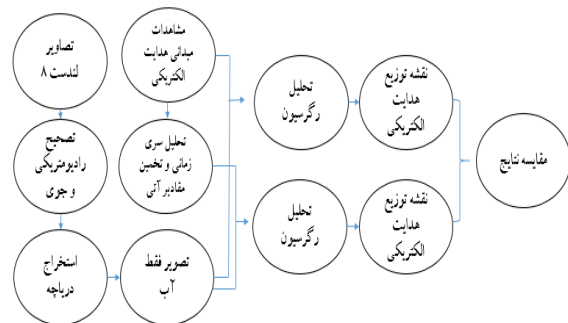 تصاویر
لندست ۸
تصحیح
رادیومتریکی
و جوی
استخراج
دریاچه
مشاهدات
میدانی هدایت
الکتریکی
تحلیل سری
زمانی و تخمین
مقادیر آتی
تصویر فقط
آب
تحلیل
رگرسیون
نقشه توزیع
هدایت
الکتریکی
تحلیل
رگرسیون
نقشه توزیع
هدایت
الکتریکی
مقایسه نتایج